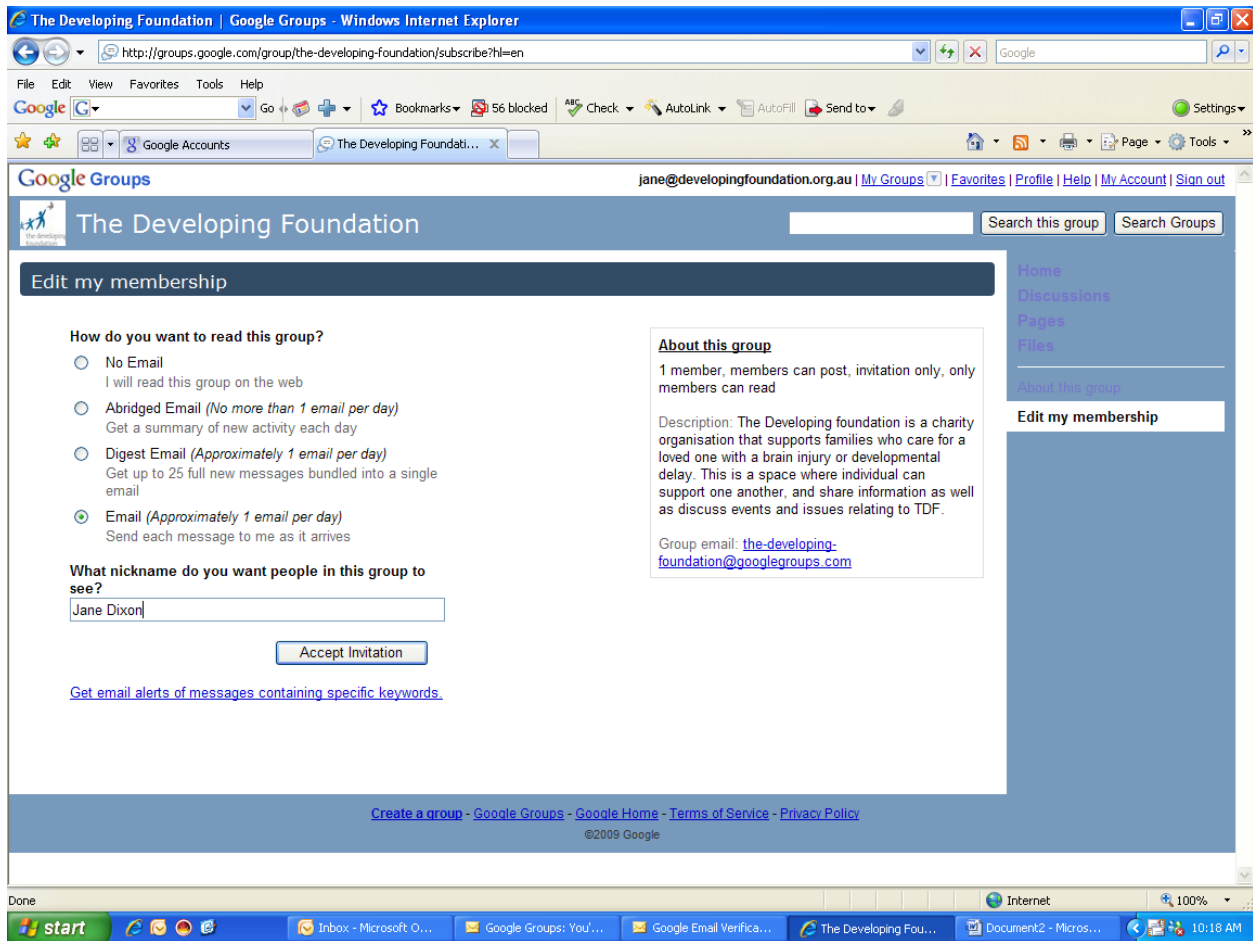 The Developing Foundation | Google Groups - Windows Internet Explorer
http://groups.google.com/group/the-developing-foundation/subscribe?hl=en
Google
File Edit View Favorites Tools Help
Google G Go Bookmarks 56 blocked ABC Check AutoLink AutoFill Send to Settings
Google Accounts The Developing Foundati... X Page Tools »
Google Groups jane@developingfoundation.org.au | My Groups | Favorites | Profile | Help | My Account | Sign out
the developing
foundation
The Developing Foundation Search this group Search Groups
Edit my membership
How do you want to read this group?
No Email
I will read this group on the web
Abridged Email (No more than 1 email per day)
Get a summary of new activity each day
Digest Email (Approximately 1 email per day)
Get up to 25 full new messages bundled into a single
email
Email (Approximately 1 email per day)
Send each message to me as it arrives
What nickname do you want people in this group to
see?
Jane Dixon
Accept Invitation
Get email alerts of messages containing specific keywords.
About this group
1 member, members can post, invitation only, only
members can read
Description: The Developing foundation is a charity
organisation that supports families who care for a
loved one with a brain injury or developmental
delay. This is a space where individual can
support one another, and share information as well
as discuss events and issues relating to TDF.
Group email: the-developing-
foundation@googlegroups.com
Home
Discussions
Pages
Files
About this group
Edit my membership
Create a group - Google Groups - Google Home - Terms of Service - Privacy Policy
©2009 Google
Done Internet 100%
start Inbox - Microsoft O... Google Groups: You'... Google Email Verifica... The Developing Fou... Document2 - Micros... 10:18 AM